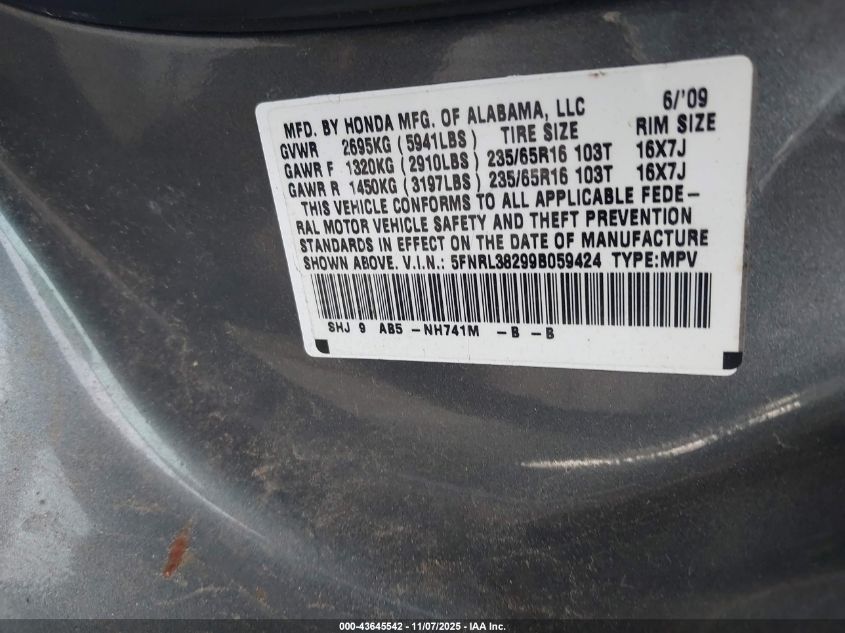 MFD. BY HONDA MFG. OF ALABAMA, LLC 6/'09
GVWR 2695KG (5941LBS) TIRE SIZE RIM SIZE
GAWR F 1320KG (2910LBS) 235/65R16 103T 16X7J
GAWR R 1450KG (3197LBS) 235/65R16 103T 16X7J
THIS VEHICLE CONFORMS TO ALL APPLICABLE FEDE-
RAL MOTOR VEHICLE SAFETY AND THEFT PREVENTION
STANDARDS IN EFFECT ON THE DATE OF MANUFACTURE
SHOWN ABOVE. V.I.N.: 5FNRL38299B059424 TYPE:MPV
SHJ 9 AB5 -NH741M -B -B
000-43645542 - 11/07/2025 - IAA Inc.